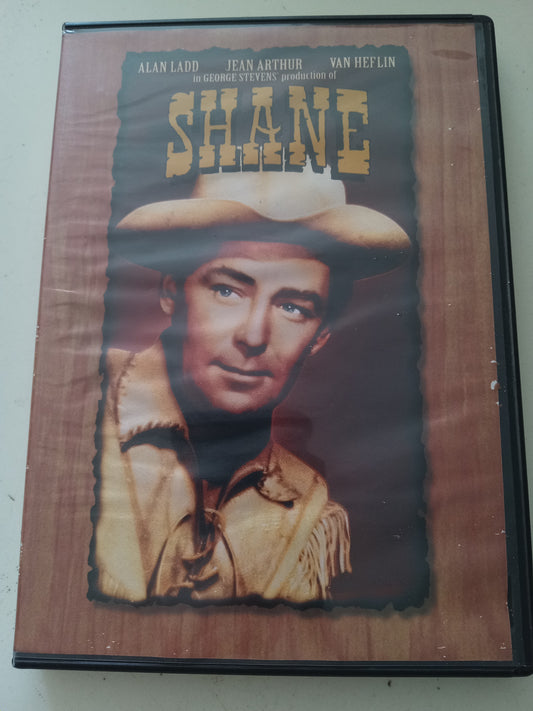 ALAN LADD JEAN ARTHUR VAN HEFLIN
in GEORGE STEVENS' production of
SHANE